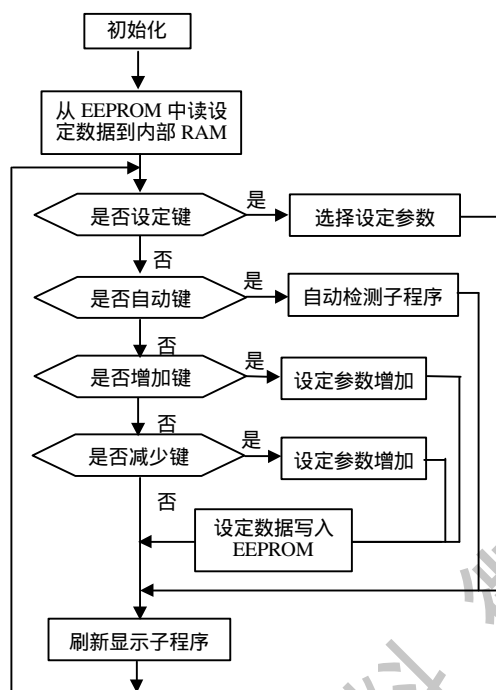 初始化
从 EEPROM 中读设
定数据到内部 RAM
是否设定键
是
选择设定参数
否
是否自动键
是
自动检测子程序
否
是否增加键
是
设定参数增加
否
是否减少键
是
设定参数增加
否
设定数据写入
EEPROM
刷新显示子程序